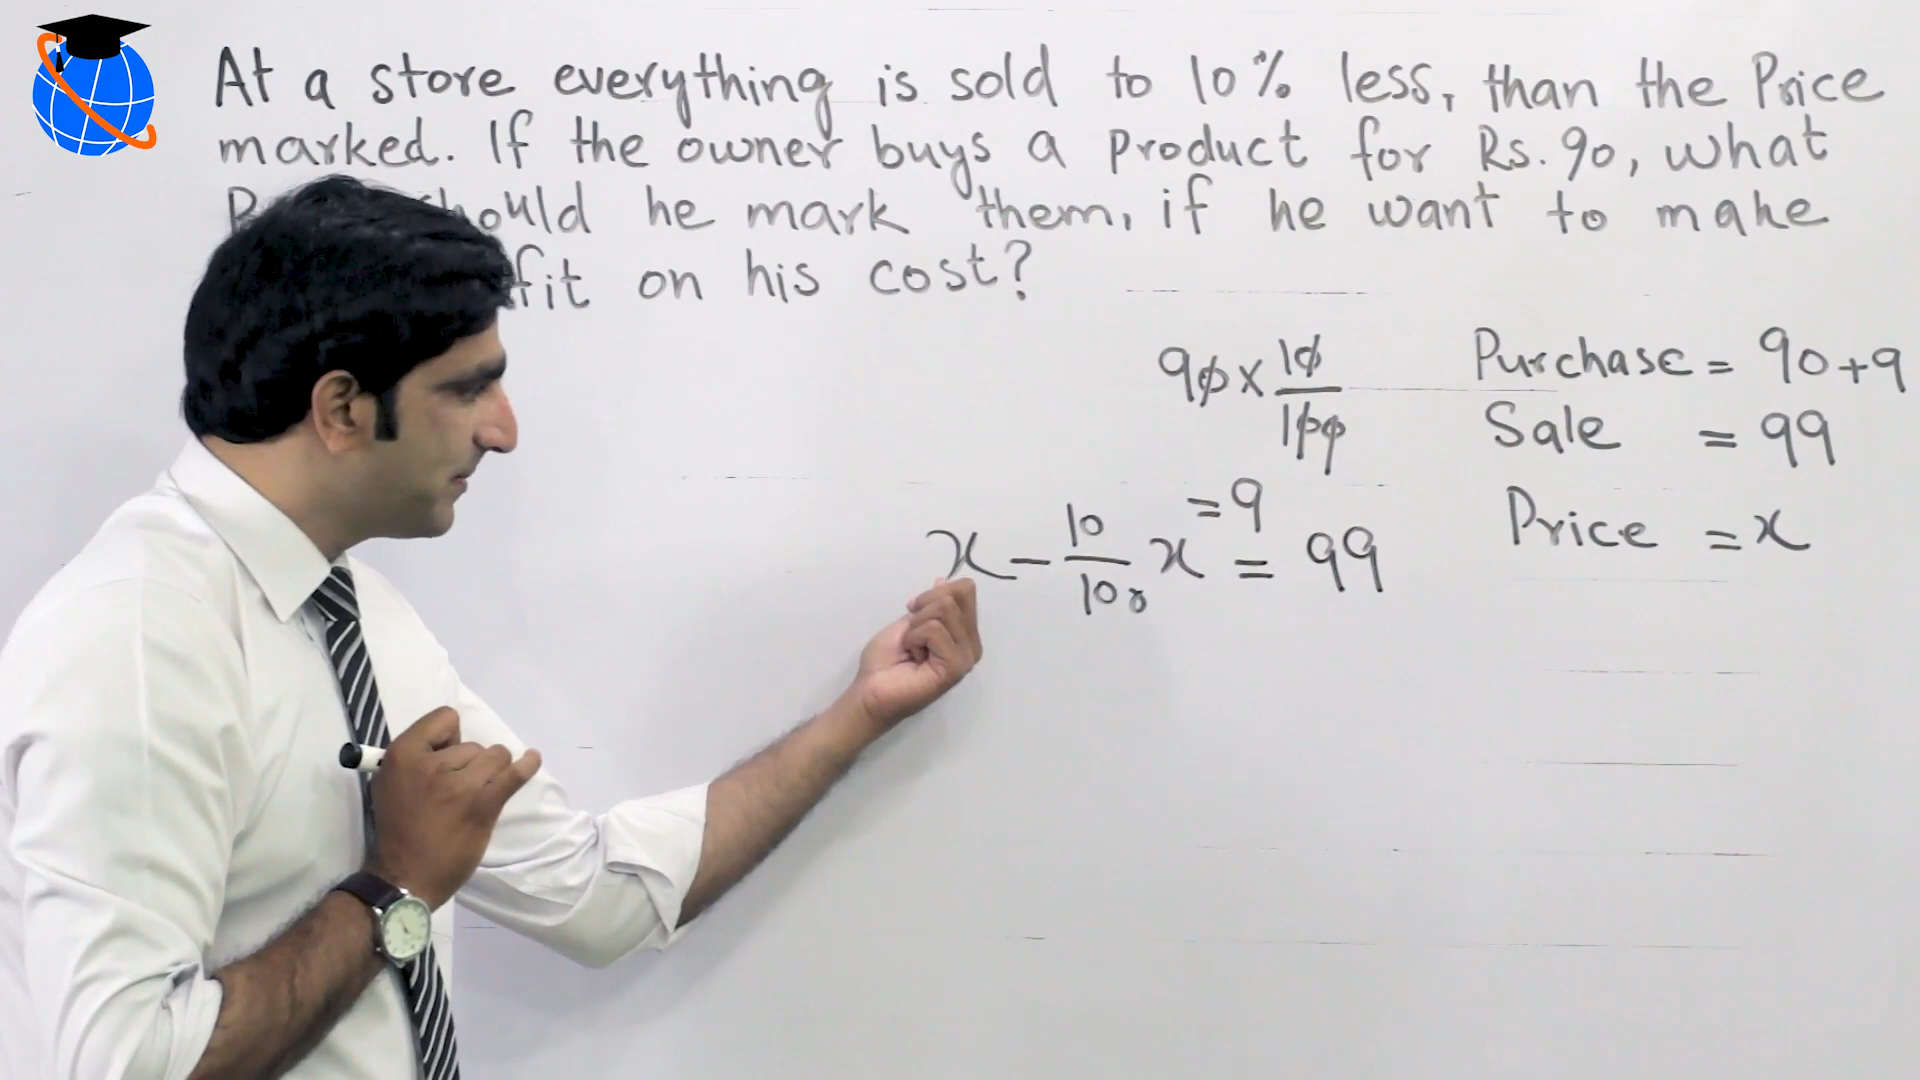 At a store everything is sold to 10% less, than the Price
marked. If the owner buys a product for Rs. 90, what
should he mark them, if he want to make
on his cost?
90 x 10/100 Purchase = 90+9
= 9 Sale = 99
x - 10/100 x = 99 Price = x